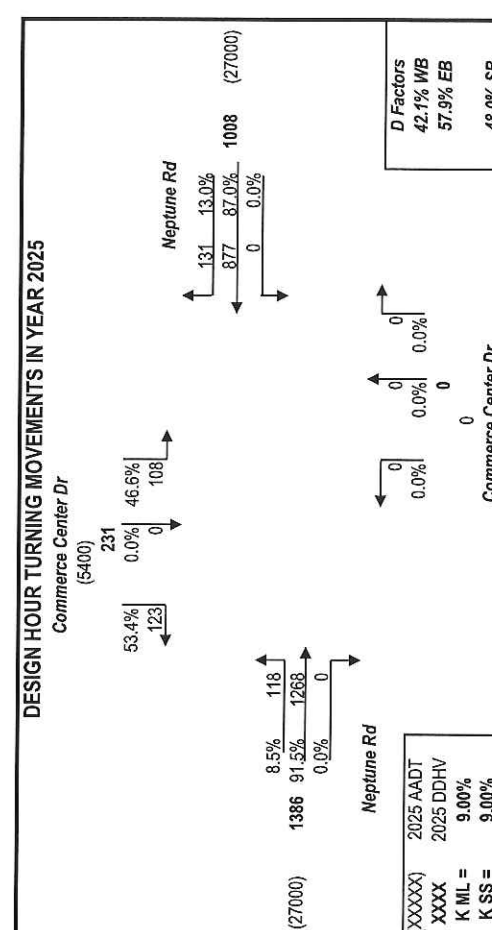 DESIGN HOUR TURNING MOVEMENTS IN YEAR 2025
Commerce Center Dr
(5400)
231
53.4% 0.0% 46.6%
123 0 108
Neptune Rd
131 13.0%
877 87.0% 1008 (27000)
0 0.0%
8.5% 118
(27000) 1386 91.5% 1268
0.0% 0
Neptune Rd
0 0 0
0.0% 0.0% 0.0%
0
0
Commerce Center Dr
XXXXX) 2025 AADT
XXXX 2025 DDHV
K ML = 9.00%
K SS = 9.00%
D Factors
42.1% WB
57.9% EB
48.0% SB